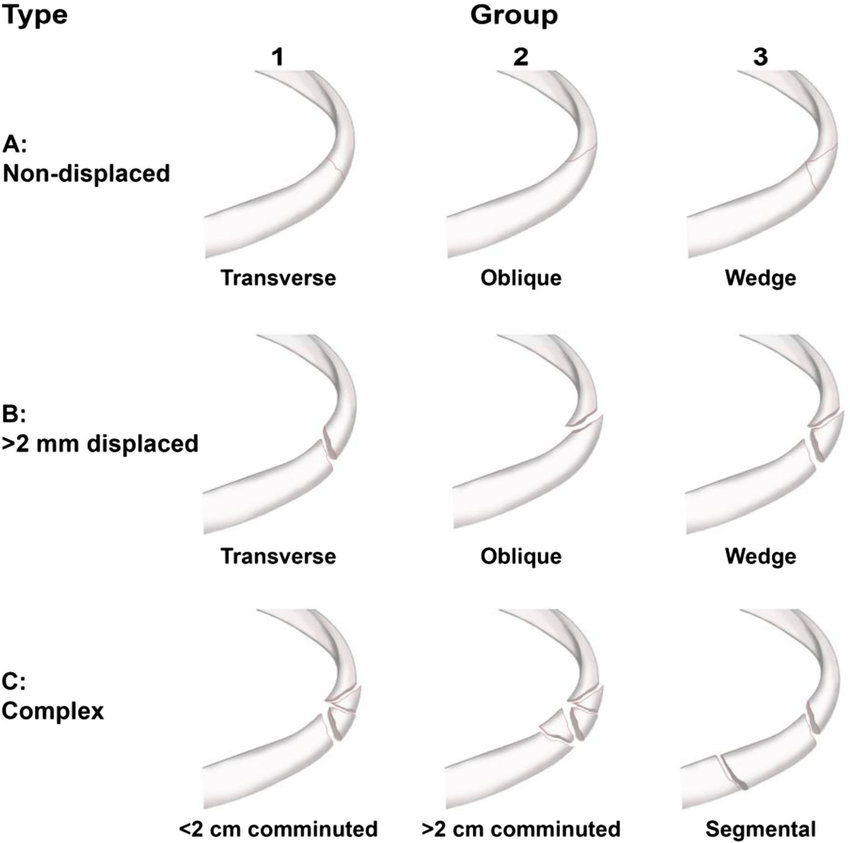 Type Group
1 2 3
A:
Non-displaced
Transverse Oblique Wedge
B:
>2 mm displaced
Transverse Oblique Wedge
C:
Complex
<2 cm comminuted >2 cm comminuted Segmental